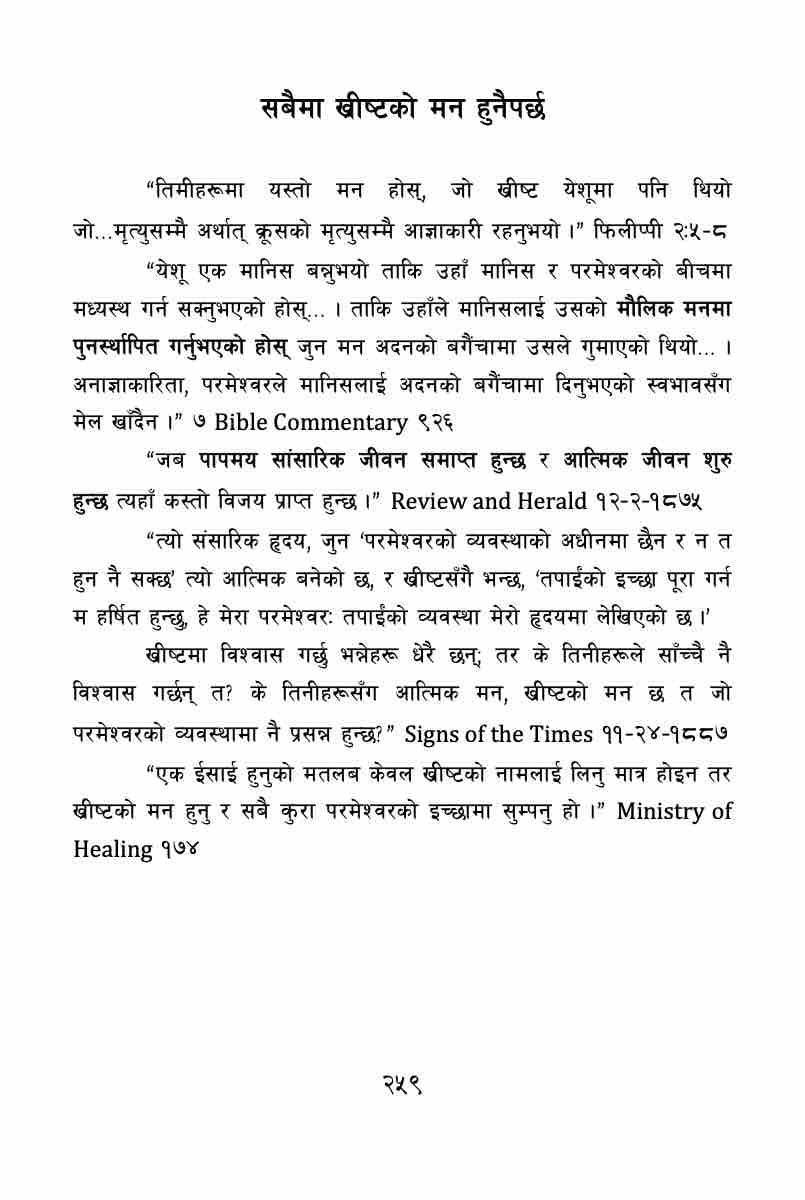 सबैमा ख्रीष्टको मन हुनैपर्छ
“तिमीहरूमा यस्तो मन होस्, जो ख्रीष्ट येशूमा पनि थियो
जो...मृत्युसम्मै अर्थात् क्रूसको मृत्युसम्मै आज्ञाकारी रहनुभयो ।” फिलीप्पी २:५-८
“येशू एक मानिस बन्नुभयो ताकि उहाँ मानिस र परमेश्वरको बीचमा
मध्यस्थ गर्न सक्नुभएको होस्... । ताकि उहाँले मानिसलाई उसको मौलिक मनमा
पुनर्स्थापित गर्नुभएको होस् जुन मन अदनको बगैंचामा उसले गुमाएको थियो... ।
अनाज्ञाकारिता, परमेश्वरले मानिसलाई अदनको बगैंचामा दिनुभएको स्वभावसँग
मेल खाँदैन ।” ७ Bible Commentary ९२६
“जब पापमय सांसारिक जीवन समाप्त हुन्छ र आत्मिक जीवन शुरु
हुन्छ त्यहाँ कस्तो विजय प्राप्त हुन्छ ।” Review and Herald १२-२-१८७५
“त्यो संसारिक हृदय, जुन ‘परमेश्वरको व्यवस्थाको अधीनमा छैन र न त
हुन नै सक्छ’ त्यो आत्मिक बनेको छ, र ख्रीष्टसँगै भन्छ, ‘तपाईंको इच्छा पूरा गर्न
म हर्षित हुन्छु, हे मेरा परमेश्वरः तपाईंको व्यवस्था मेरो हृदयमा लेखिएको छ ।’
ख्रीष्टमा विश्वास गर्छु भन्नेहरू धेरै छन्; तर के तिनीहरूले साँच्चै नै
विश्वास गर्छन् त? के तिनीहरूसँग आत्मिक मन, ख्रीष्टको मन छ त जो
परमेश्वरको व्यवस्थामा नै प्रसन्न हुन्छ?” Signs of the Times ११-२४-१८८७
“एक ईसाई हुनुको मतलब केवल ख्रीष्टको नामलाई लिनु मात्र होइन तर
ख्रीष्टको मन हुनु र सबै कुरा परमेश्वरको इच्छामा सुम्पनु हो ।” Ministry of
Healing १७४
२५९